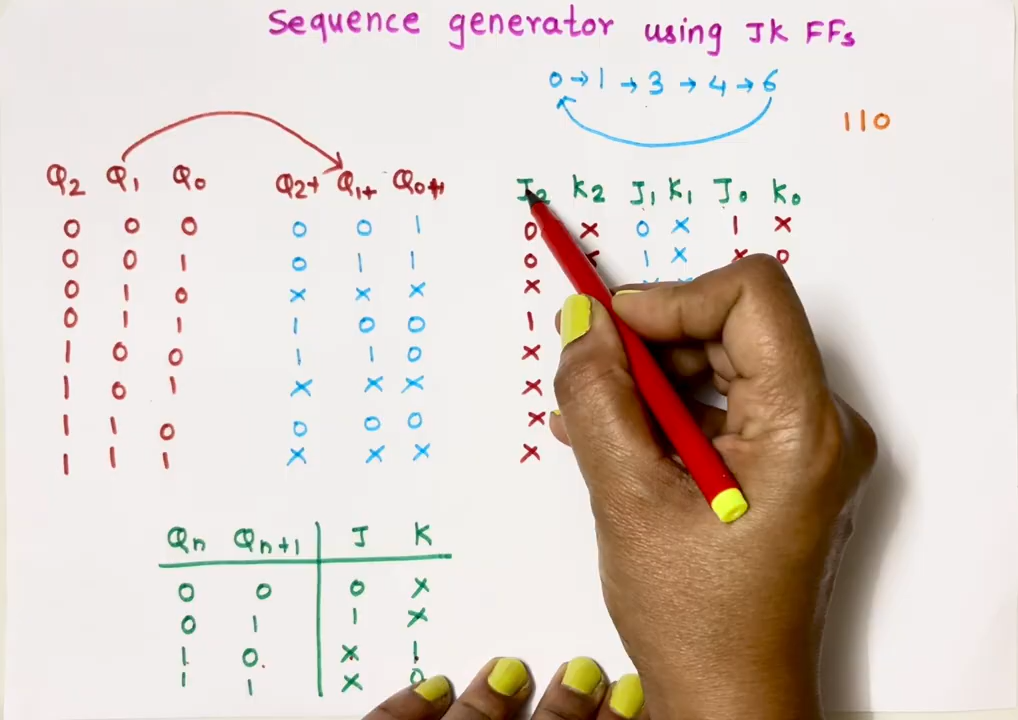 Sequence generator using JK FFs
0 → 1 → 3 → 4 → 6
110
Q2 Q1 Q0 Q2+ Q1+ Q0+1 J2 K2 J1 K1 J0 K0
0 0 0 0 0 1 0 x 0 x 1 x
0 0 1 0 1 1 0 x 1 x x 0
0 1 0 x x x x
0 1 1 1 0 0 1
1 0 0 1 1 0 x
1 0 1 x x x x
1 1 0 0 0 0 x
1 1 1 x x x x
Qn Qn+1 J K
0 0 0 x
0 1 1 x
1 0 x 1
1 1 x 0